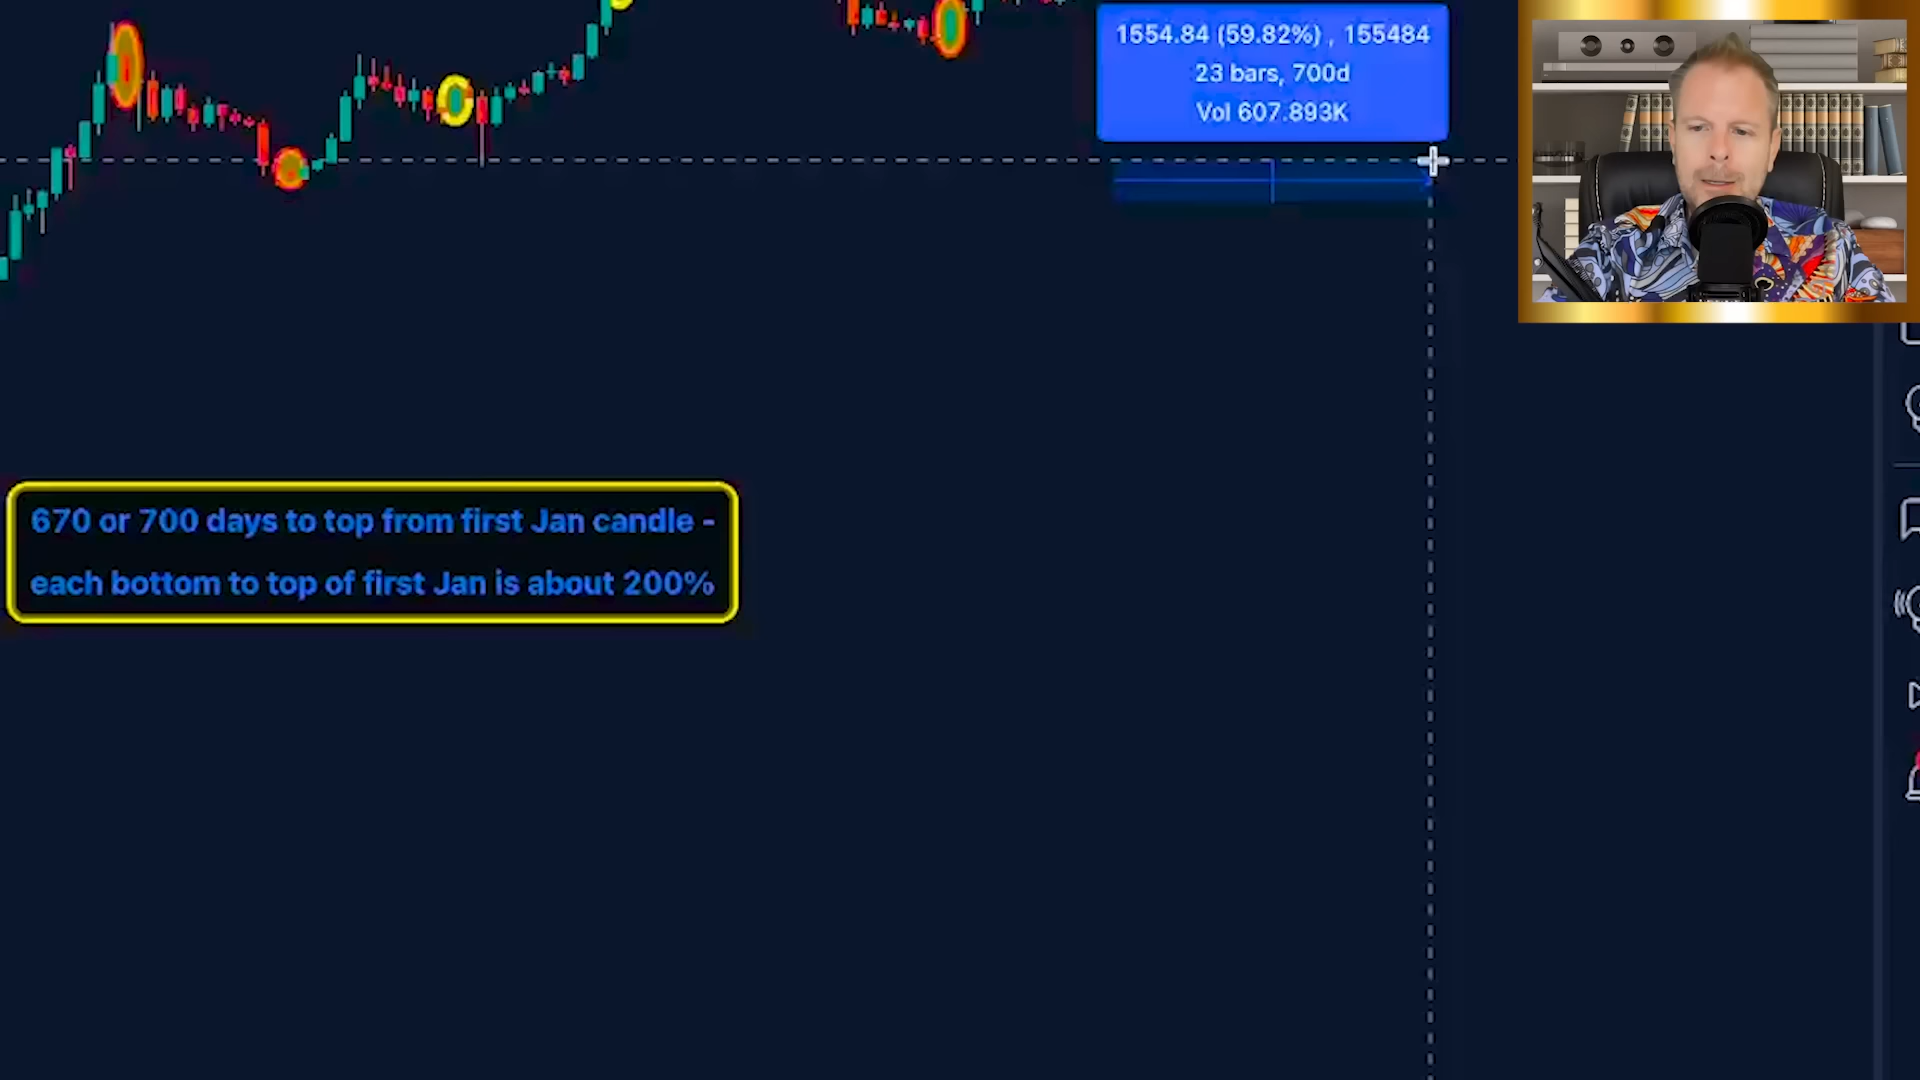 1554.84 (59.82%) , 155484
23 bars, 700d
Vol 607.893K
670 or 700 days to top from first Jan candle -
each bottom to top of first Jan is about 200%